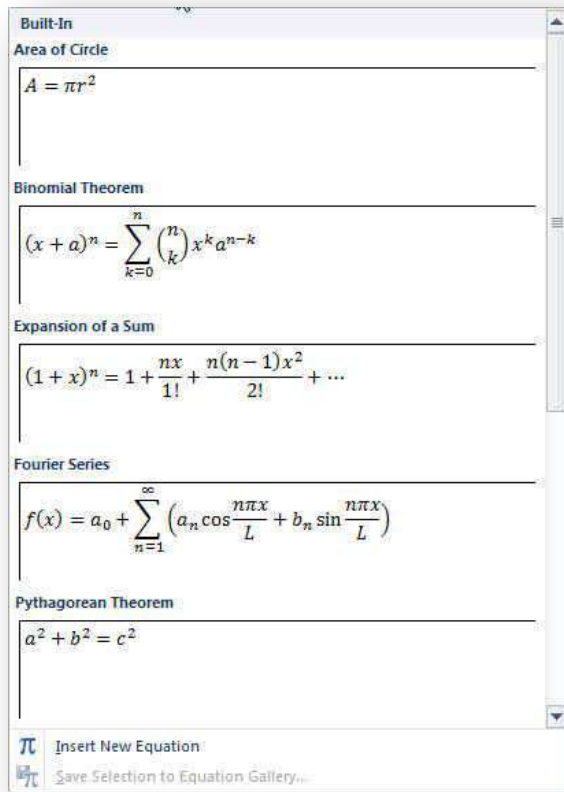 Built-In
Area of Circle
A = πr²
Binomial Theorem
(x + a)ⁿ = ∑ₖ₌₀ⁿ (n k) xᵏaⁿ⁻ᵏ
Expansion of a Sum
(1 + x)ⁿ = 1 + nx/1! + n(n − 1)x²/2! + ⋯
Fourier Series
f(x) = a₀ + ∑ₙ₌₁^∞ (aₙ cos nπx/L + bₙ sin nπx/L)
Pythagorean Theorem
a² + b² = c²
π Insert New Equation
π Save Selection to Equation Gallery...